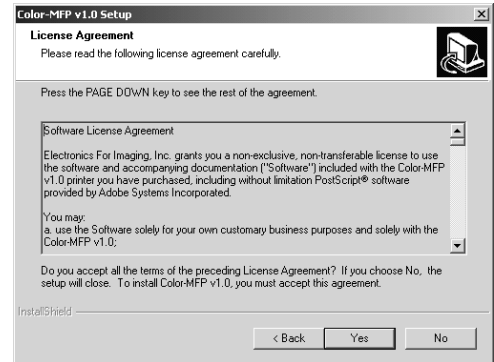 Color-MFP v1.0 Setup
License Agreement
Please read the following license agreement carefully.
Press the PAGE DOWN key to see the rest of the agreement.
Software License Agreement
Electronics For Imaging, Inc. grants you a non-exclusive, non-transferable license to use
the software and accompanying documentation ("Software") included with the Color-MFP
v1.0 printer you have purchased, including without limitation PostScript® software
provided by Adobe Systems Incorporated.
You may:
a. use the Software solely for your own customary business purposes and solely with the
Color-MFP v1.0;
Do you accept all the terms of the preceding License Agreement? If you choose No, the
setup will close. To install Color-MFP v1.0, you must accept this agreement.
InstallShield
< Back Yes No